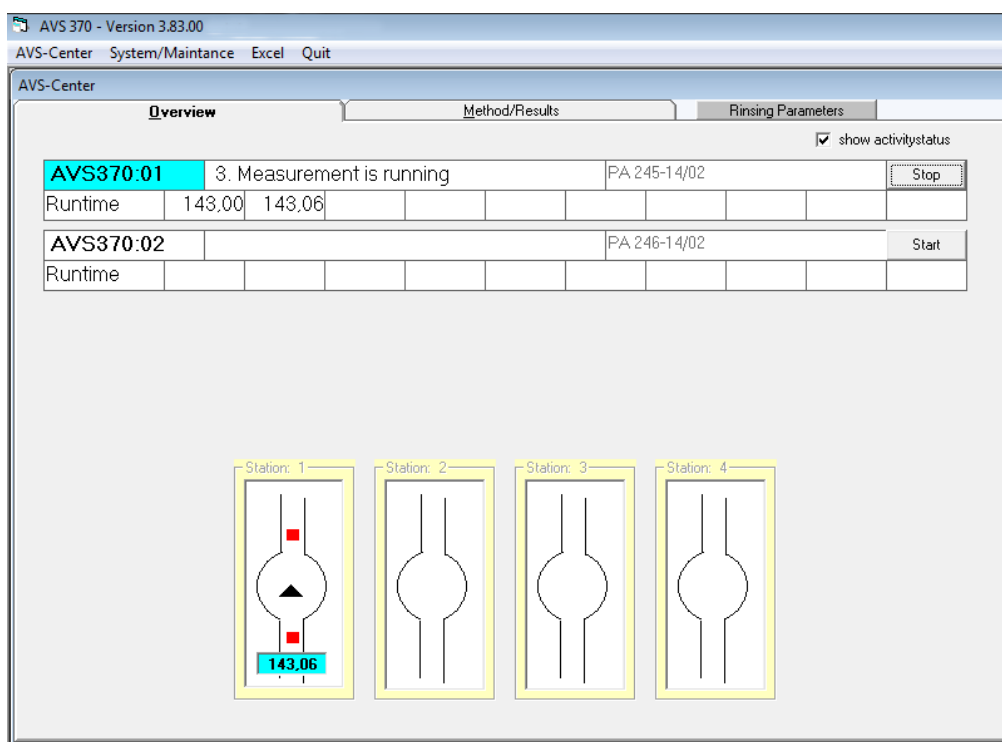 AVS 370 - Version 3.83.00
AVS-Center System/Maintance Excel Quit
AVS-Center
Overview Method/Results Rinsing Parameters
show activitystatus
AVS370:01 3. Measurement is running PA 245-14/02 Stop
Runtime 143,00 143,06
AVS370:02 PA 246-14/02 Start
Runtime
Station: 1 Station: 2 Station: 3 Station: 4
143,06